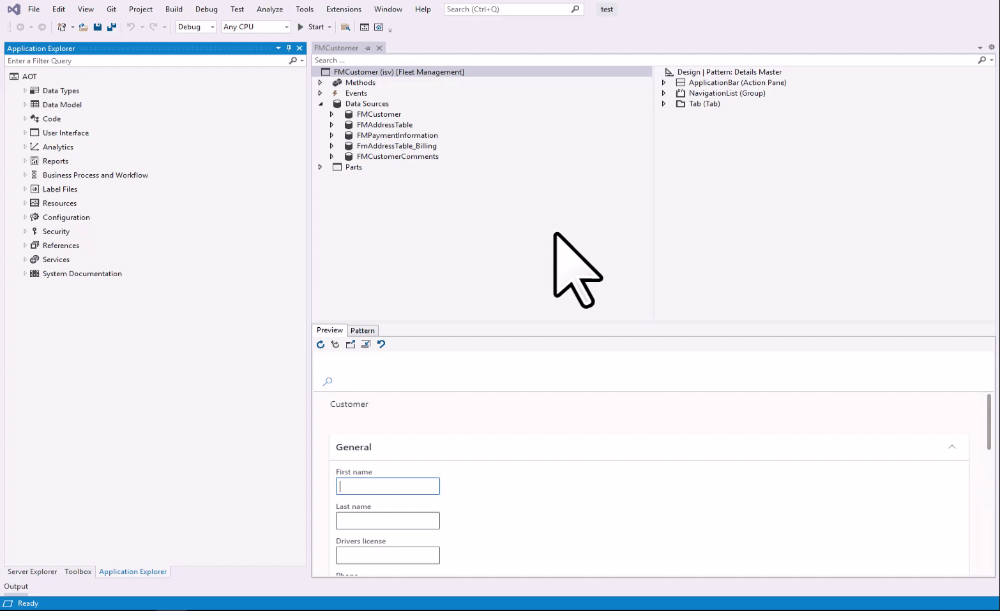 File Edit View Git Project Build Debug Test Analyze Tools Extensions Window Help Search (Ctrl+Q) test
Debug Any CPU Start
Application Explorer
Enter a Filter Query
AOT
Data Types
Data Model
Code
User Interface
Analytics
Reports
Business Process and Workflow
Label Files
Resources
Configuration
Security
References
Services
System Documentation
Server Explorer Toolbox Application Explorer
FMCustomer
Search ...
FMCustomer (isv) [Fleet Management]
Methods
Events
Data Sources
FMCustomer
FMAddressTable
FMPaymentInformation
FmAddressTable_Billing
FMCustomerComments
Parts
Design | Pattern: Details Master
ApplicationBar (Action Pane)
NavigationList (Group)
Tab (Tab)
Preview Pattern
Customer
General
First name
Last name
Drivers license
Phone
Output
Ready